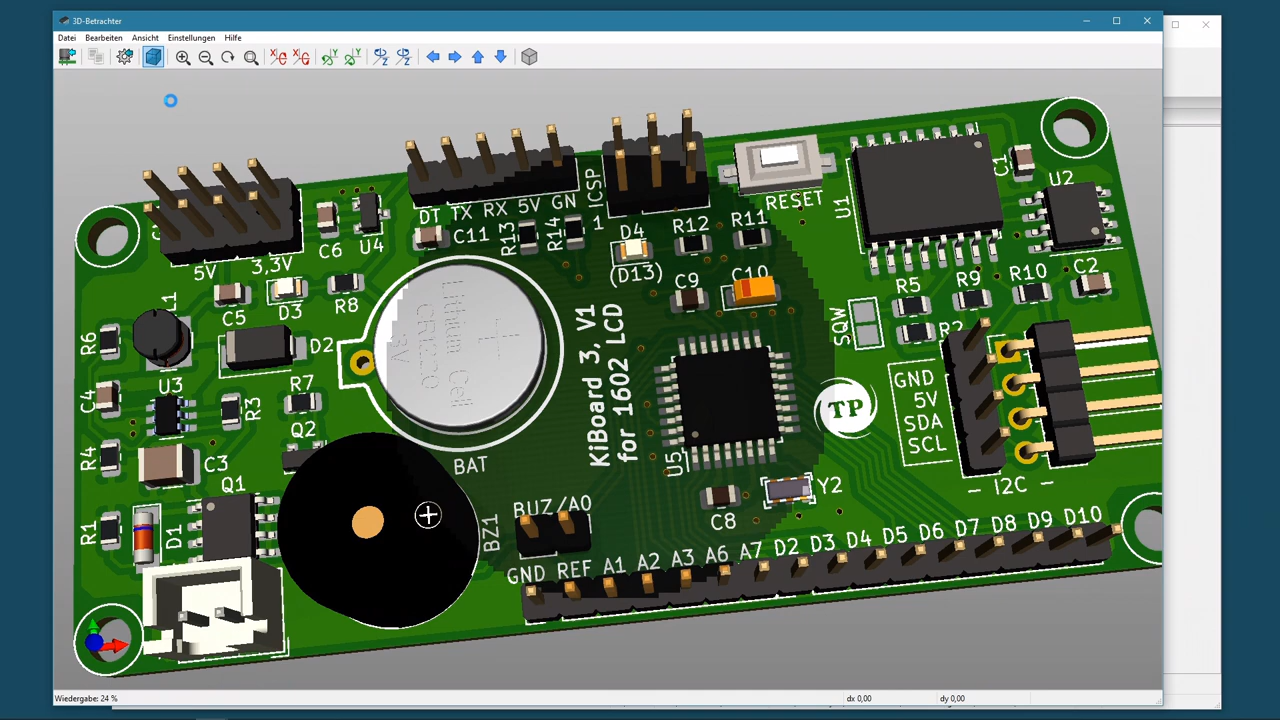 3D-Betrachter
Datei Bearbeiten Ansicht Einstellungen Hilfe
DT TX RX 5V GN
ICSP
1
RESET
U1
C1
U2
5V 3,3V
C6
U4
C11
R13
R14
D4
(D13)
R12
R11
C5
D3
R8
C9
C10
SQW
R5
R9
R10
C2
R6
U3
D2
Lithium Cell
3V
KiBoard 3, V1
for 1602 LCD
C4
R7
R3
R4
C3
Q2
Q1
BAT
U5
TP
GND
5V
SDA
SCL
- I2C -
R1
D1
BZ1
BUZ/A0
C8
Y2
GND REF A1 A2 A3 A6 A7 D2 D3 D4 D5 D6 D7 D8 D9 D10
Wiedergabe: 24 %
dx 0,00
dy 0,00